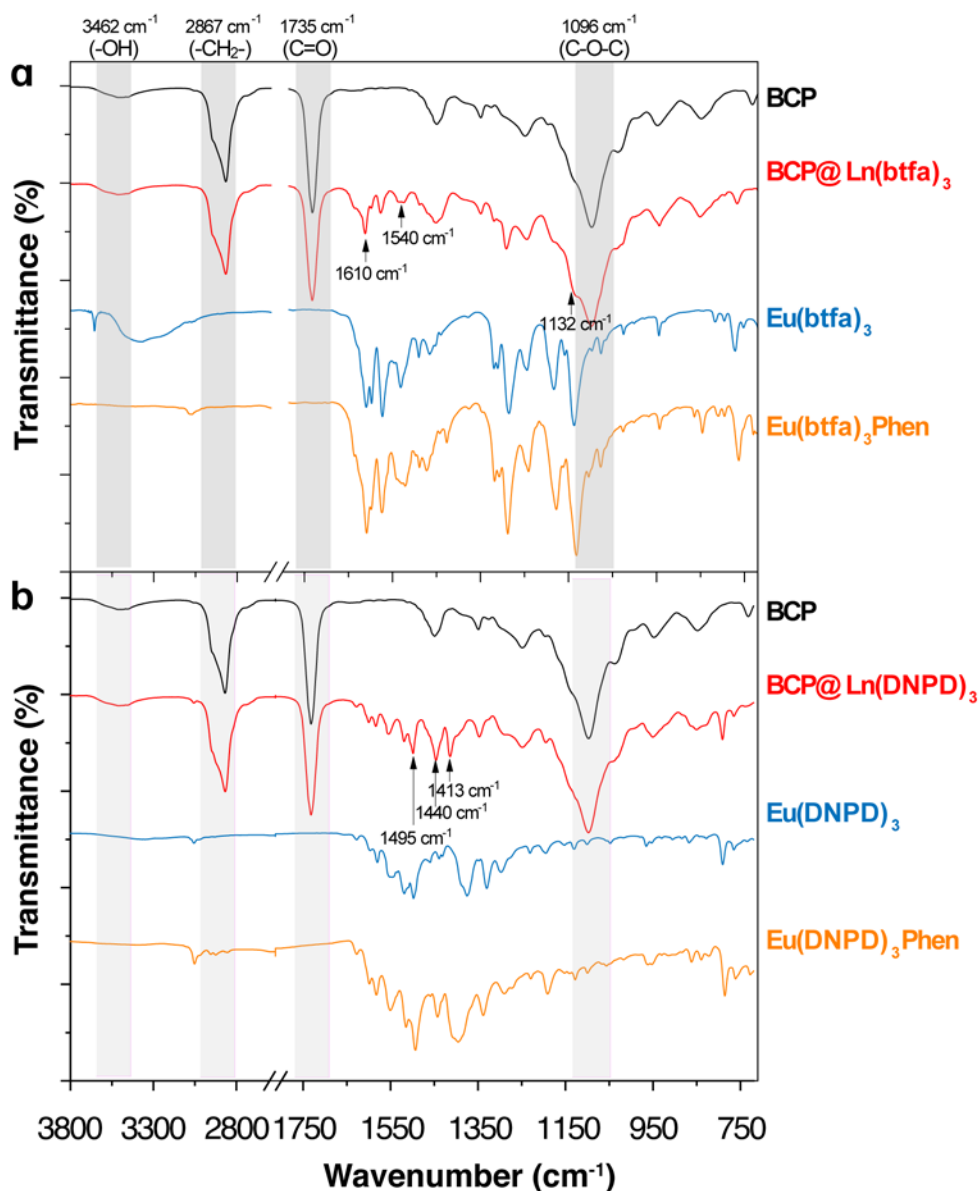 3462 cm⁻¹ 2867 cm⁻¹ 1735 cm⁻¹ 1096 cm⁻¹
(-OH) (-CH₂-) (C=O) (C-O-C)
a
BCP
BCP@Ln(btfa)₃
1540 cm⁻¹
1610 cm⁻¹
1132 cm⁻¹
Eu(btfa)₃
Eu(btfa)₃Phen
Transmittance (%)
b
BCP
BCP@Ln(DNPD)₃
1413 cm⁻¹
1440 cm⁻¹
1495 cm⁻¹
Eu(DNPD)₃
Eu(DNPD)₃Phen
Transmittance (%)
3800 3300 2800 1750 1550 1350 1150 950 750
Wavenumber (cm⁻¹)